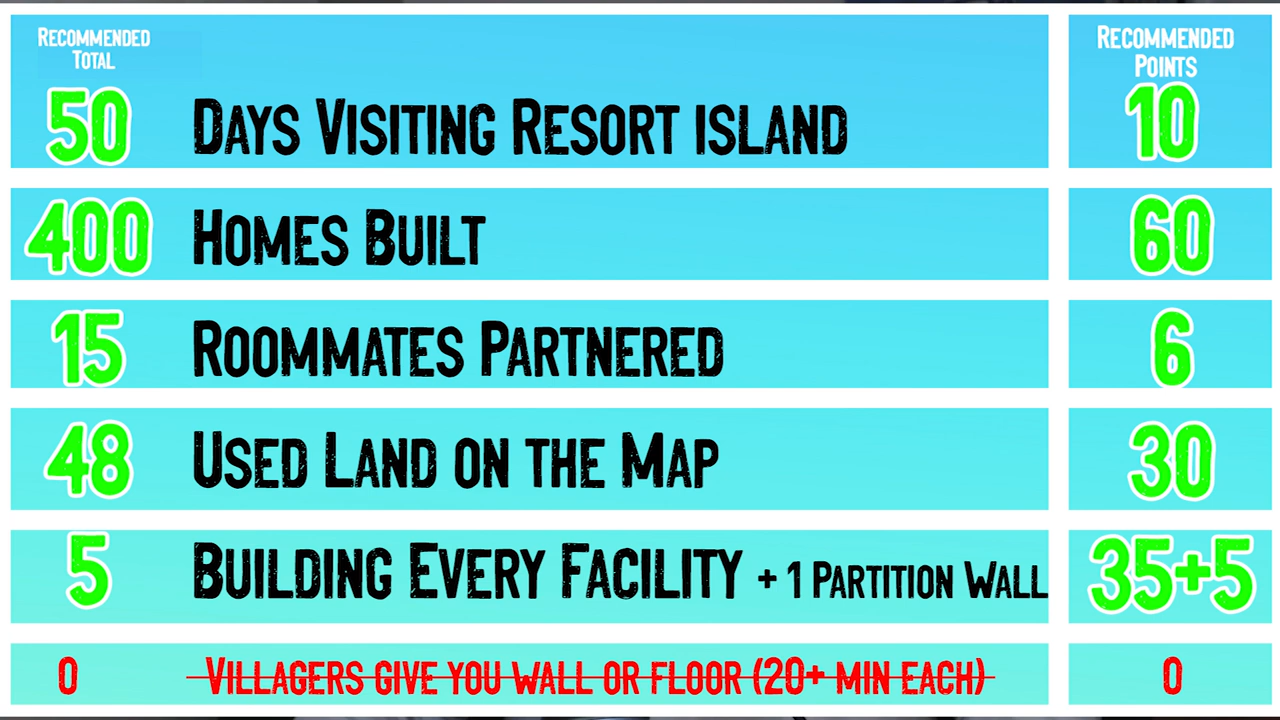 Recommended Total
Recommended Points
50 Days Visiting Resort island 10
400 Homes Built 60
15 Roommates Partnered 6
48 Used Land on the Map 30
5 Building Every Facility + 1 Partition Wall 35+5
0 Villagers give you wall or floor (20+ min each) 0